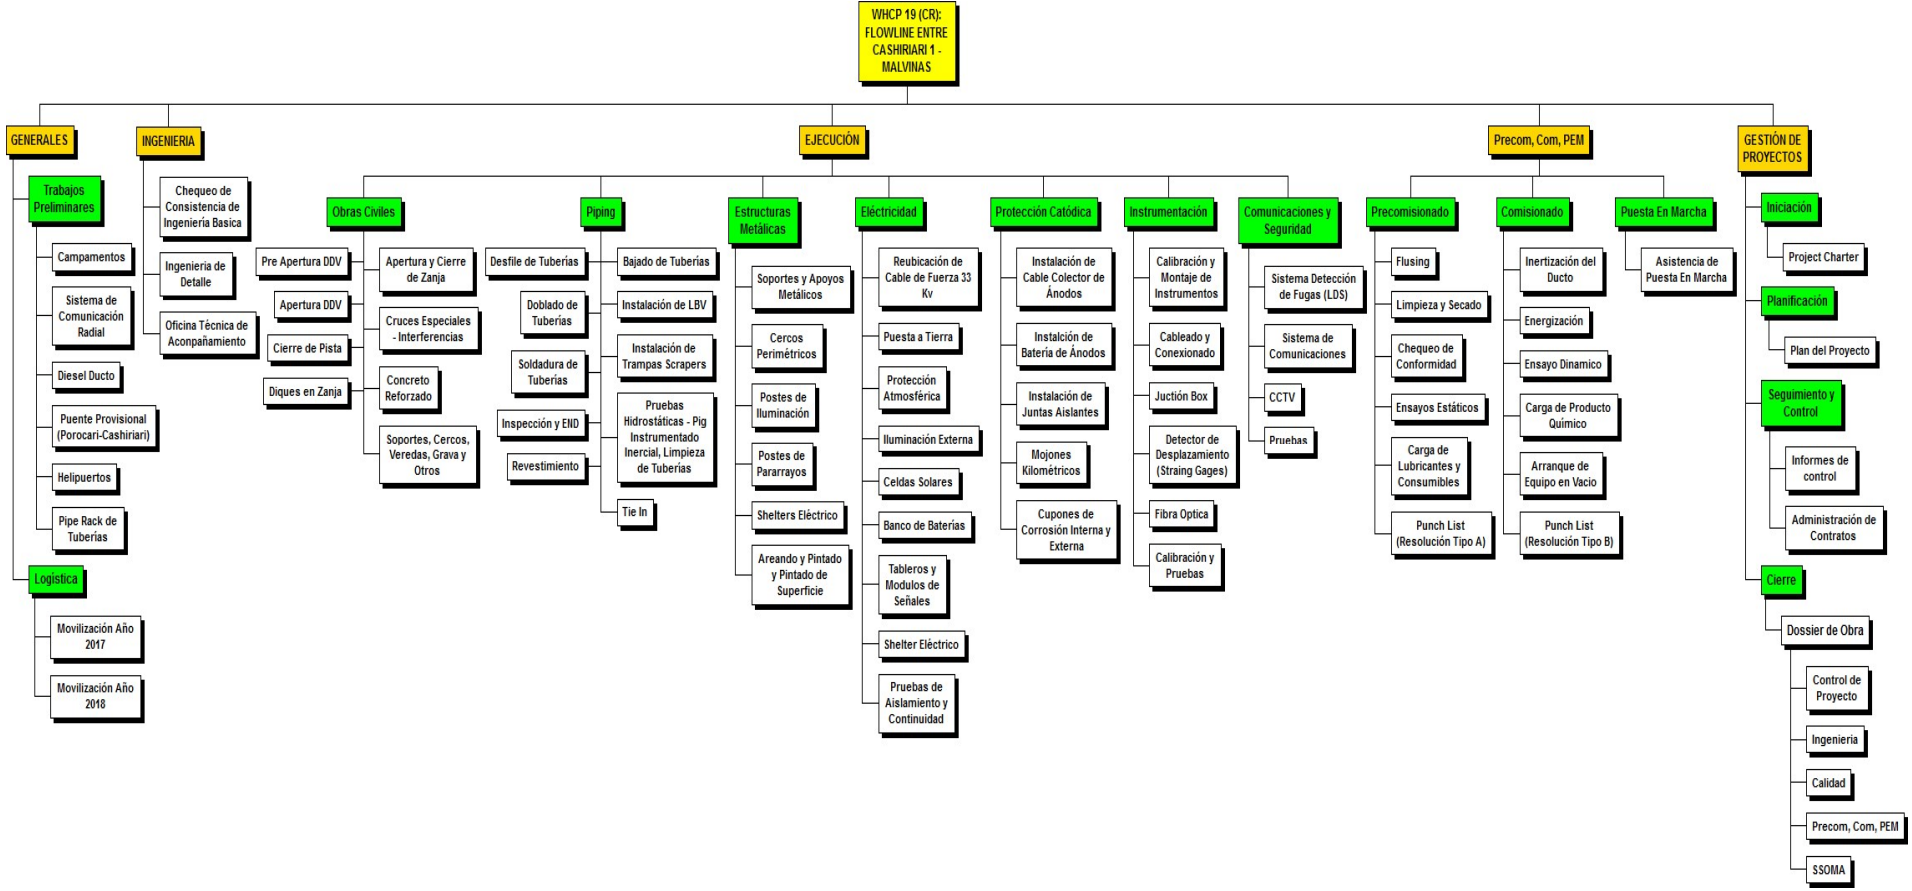 WHCP 19 (CR):
FLOWLINE ENTRE
CASHIRIARI 1 -
MALVINAS
GENERALES
Trabajos
Preliminares
Campamentos
Sistema de
Comunicación
Radial
Diesel Ducto
Puente Provisional
(Porocari-Cashiriari)
Helipuertos
Pipe Rack de
Tuberías
Logística
Movilización Año
2017
Movilización Año
2018
INGENIERIA
Chequeo de
Consistencia de
Ingeniería Basica
Ingenieria de
Detalle
Oficina Técnica de
Aconpañamiento
EJECUCIÓN
Obras Civiles
Pre Apertura DDV
Apertura DDV
Cierre de Pista
Diques en Zanja
Apertura y Cierre
de Zanja
Cruces Especiales
- Interferencias
Concreto
Reforzado
Soportes, Cercos,
Veredas, Grava y
Otros
Piping
Desfile de Tuberías
Doblado de
Tuberías
Soldadura de
Tuberías
Inspección y END
Revestimiento
Bajado de Tuberías
Instalación de LBV
Instalación de
Trampas Scrapers
Pruebas
Hidrostáticas - Pig
Instrumentado
Inercial, Limpieza
de Tuberías
Tie In
Estructuras
Metálicas
Soportes y Apoyos
Metálicos
Cercos
Perimétricos
Postes de
Iluminación
Postes de
Pararrayos
Shelters Eléctrico
Areando y Pintado
y Pintado de
Superficie
Eléctricidad
Reubicación de
Cable de Fuerza 33
Kv
Puesta a Tierra
Protección
Atmosférica
Iluminación Externa
Celdas Solares
Banco de Baterías
Tableros y
Modulos de
Señales
Shelter Eléctrico
Pruebas de
Aislamiento y
Continuidad
Protección Catódica
Instalación de
Cable Colector de
Ánodos
Instalción de
Batería de Ánodos
Instalación de
Juntas Aislantes
Mojones
Kilométricos
Cupones de
Corrosión Interna y
Externa
Instrumentación
Calibración y
Montaje de
Instrumentos
Cableado y
Conexionado
Juctión Box
Detector de
Desplazamiento
(Straing Gages)
Fibra Optica
Calibración y
Pruebas
Comunicaciones y
Seguridad
Sistema Detección
de Fugas (LDS)
Sistema de
Comunicaciones
CCTV
Pruebas
Precom, Com, PEM
Precomisionado
Flusing
Limpieza y Secado
Chequeo de
Conformidad
Ensayos Estáticos
Carga de
Lubricantes y
Consumibles
Punch List
(Resolución Tipo A)
Comisionado
Inertización del
Ducto
Energización
Ensayo Dinamico
Carga de Producto
Químico
Arranque de
Equipo en Vacio
Punch List
(Resolución Tipo B)
Puesta En Marcha
Asistencia de
Puesta En Marcha
GESTIÓN DE
PROYECTOS
Iniciación
Project Charter
Planificación
Plan del Proyecto
Seguimiento y
Control
Informes de
control
Administración de
Contratos
Cierre
Dossier de Obra
Control de
Proyecto
Ingenieria
Calidad
Precom, Com, PEM
SSOMA